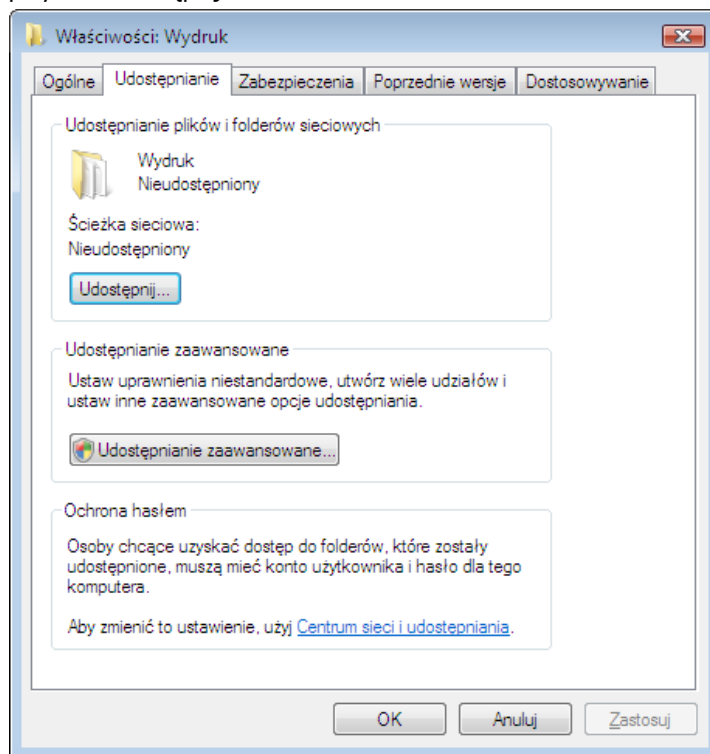 Właściwości: Wydruk
Ogólne Udostępnianie Zabezpieczenia Poprzednie wersje Dostosowywanie
Udostępnianie plików i folderów sieciowych
Wydruk
Nieudostępniony
Ścieżka sieciowa:
Nieudostępniony
Udostępnij...
Udostępnianie zaawansowane
Ustaw uprawnienia niestandardowe, utwórz wiele udziałów i
ustaw inne zaawansowane opcje udostępniania.
Udostępnianie zaawansowane...
Ochrona hasłem
Osoby chcące uzyskać dostęp do folderów, które zostały
udostępnione, muszą mieć konto użytkownika i hasło dla tego
komputera.
Aby zmienić to ustawienie, użyj Centrum sieci i udostępniania.
OK Anuluj Zastosuj